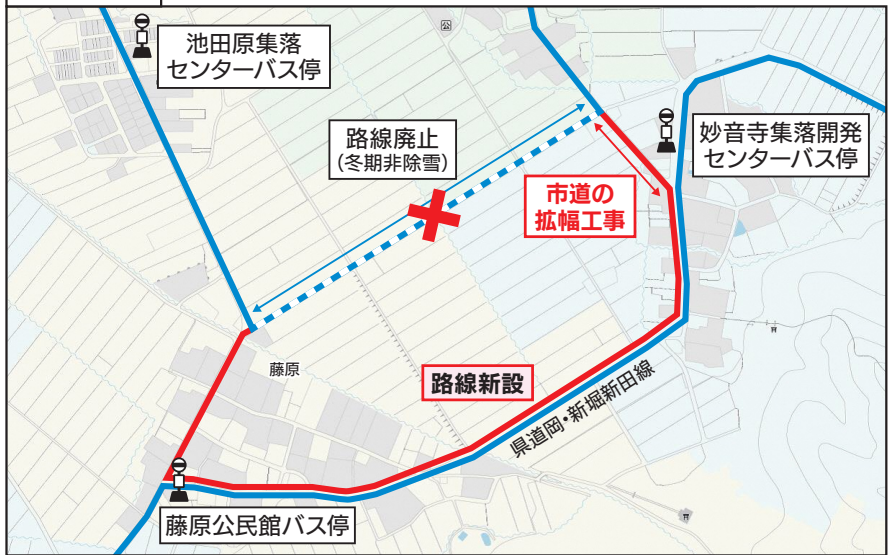 公
池田原集落
センターバス停
路線廃止
(冬期非除雪)
妙音寺集落開発
センターバス停
市道の
拡幅工事
藤原
路線新設
県道岡・新堀新田線
藤原公民館バス停